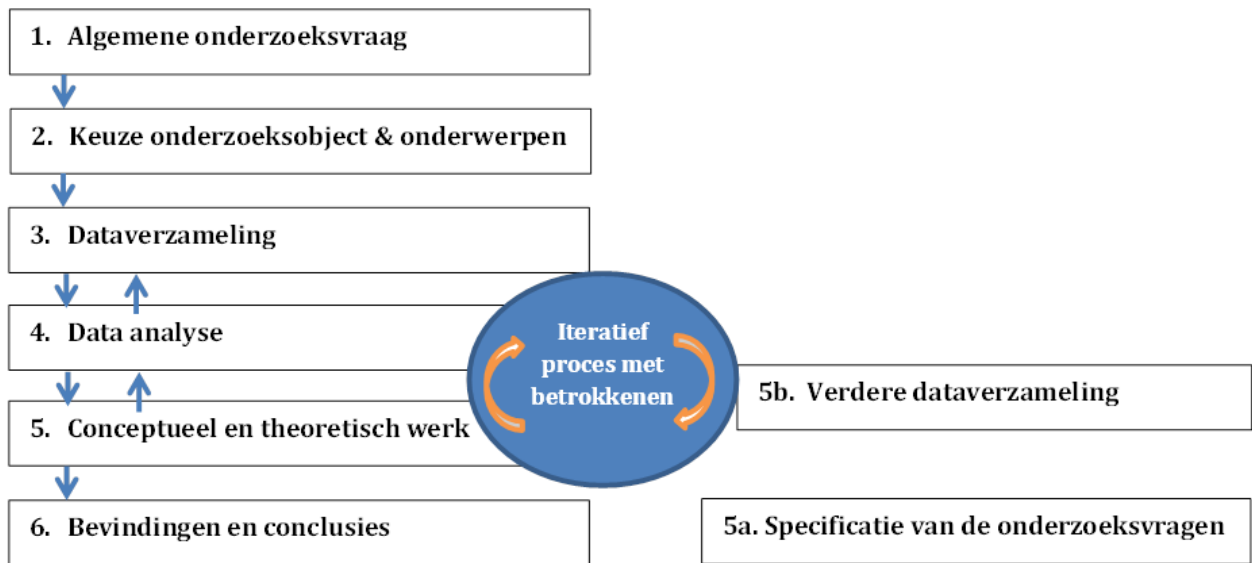 1. Algemene onderzoeksvraag
2. Keuze onderzoeksobject & onderwerpen
3. Dataverzameling
4. Data analyse
Iteratief
proces met
betrokkenen
5b. Verdere dataverzameling
5. Conceptueel en theoretisch werk
6. Bevindingen en conclusies
5a. Specificatie van de onderzoeksvragen